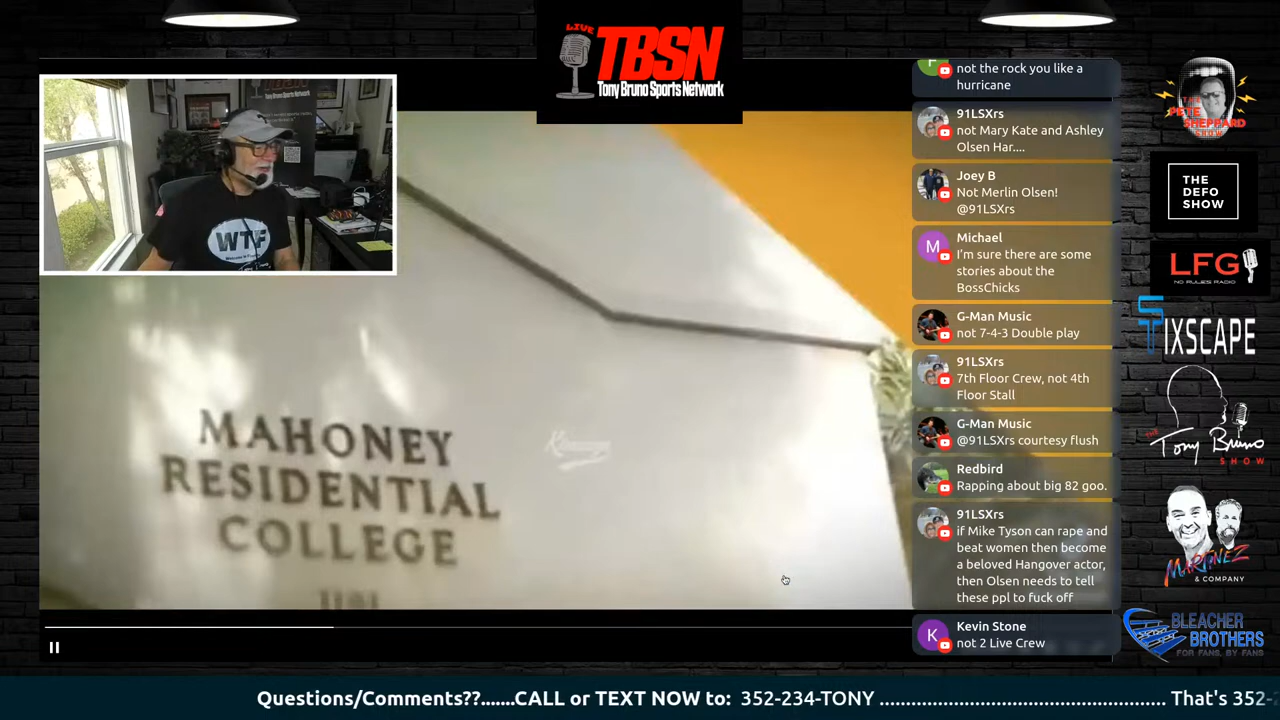 LIVE
TBSN
Tony Bruno Sports Network
WTF
MAHONEY
RESIDENTIAL
COLLEGE
not the rock you like a
hurricane
91LSXrs
not Mary Kate and Ashley
Olsen Har....
Joey B
Not Merlin Olsen!
@91LSXrs
M
Michael
I'm sure there are some
stories about the
BossChicks
G-Man Music
not 7-4-3 Double play
91LSXrs
7th Floor Crew, not 4th
Floor Stall
G-Man Music
@91LSXrs courtesy flush
Redbird
Rapping about big 82 goo.
91LSXrs
if Mike Tyson can rape and
beat women then become
a beloved Hangover actor,
then Olsen needs to tell
these ppl to fuck off
K
Kevin Stone
not 2 Live Crew
THE
PETE
SHEPPARD
THE
DEFO
SHOW
LFG
NO RULES RADIO
TIXSCAPE
THE
Tony Bruno
SHOW
MARTINEZ
& COMPANY
BLEACHER
BROTHERS
FOR FANS, BY FANS
Questions/Comments??.......CALL or TEXT NOW to: 352-234-TONY ................................................................... That's 352-